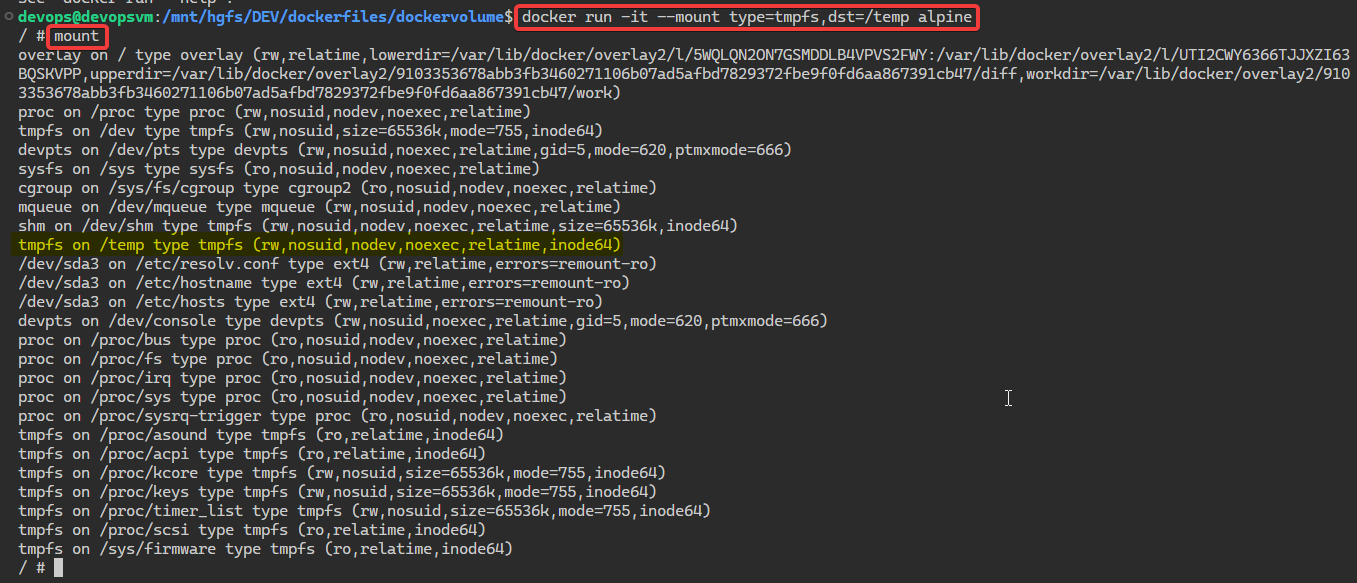 devops@devopsvm:/mnt/hgfs/DEV/dockerfiles/dockervolume$ docker run -it --mount type=tmpfs,dst=/temp alpine
/ # mount
overlay on / type overlay (rw,relatime,lowerdir=/var/lib/docker/overlay2/l/5WQLQN2ON7GSMDDLB4VPVS2FWY:/var/lib/docker/overlay2/l/UTI2CWY6366TJJXZI63
BQSKVPP,upperdir=/var/lib/docker/overlay2/9103353678abb3fb3460271106b07ad5afbd7829372fbe9f0fd6aa867391cb47/diff,workdir=/var/lib/docker/overlay2/910
3353678abb3fb3460271106b07ad5afbd7829372fbe9f0fd6aa867391cb47/work)
proc on /proc type proc (rw,nosuid,nodev,noexec,relatime)
tmpfs on /dev type tmpfs (rw,nosuid,size=65536k,mode=755,inode64)
devpts on /dev/pts type devpts (rw,nosuid,noexec,relatime,gid=5,mode=620,ptmxmode=666)
sysfs on /sys type sysfs (ro,nosuid,nodev,noexec,relatime)
cgroup on /sys/fs/cgroup type cgroup2 (ro,nosuid,nodev,noexec,relatime)
mqueue on /dev/mqueue type mqueue (rw,nosuid,nodev,noexec,relatime)
shm on /dev/shm type tmpfs (rw,nosuid,nodev,noexec,relatime,size=65536k,inode64)
tmpfs on /temp type tmpfs (rw,nosuid,nodev,noexec,relatime,inode64)
/dev/sda3 on /etc/resolv.conf type ext4 (rw,relatime,errors=remount-ro)
/dev/sda3 on /etc/hostname type ext4 (rw,relatime,errors=remount-ro)
/dev/sda3 on /etc/hosts type ext4 (rw,relatime,errors=remount-ro)
devpts on /dev/console type devpts (rw,nosuid,noexec,relatime,gid=5,mode=620,ptmxmode=666)
proc on /proc/bus type proc (ro,nosuid,nodev,noexec,relatime)
proc on /proc/fs type proc (ro,nosuid,nodev,noexec,relatime)
proc on /proc/irq type proc (ro,nosuid,nodev,noexec,relatime)
proc on /proc/sys type proc (ro,nosuid,nodev,noexec,relatime)
proc on /proc/sysrq-trigger type proc (ro,nosuid,nodev,noexec,relatime)
tmpfs on /proc/asound type tmpfs (ro,relatime,inode64)
tmpfs on /proc/acpi type tmpfs (ro,relatime,inode64)
tmpfs on /proc/kcore type tmpfs (rw,nosuid,size=65536k,mode=755,inode64)
tmpfs on /proc/keys type tmpfs (rw,nosuid,size=65536k,mode=755,inode64)
tmpfs on /proc/timer_list type tmpfs (rw,nosuid,size=65536k,mode=755,inode64)
tmpfs on /proc/scsi type tmpfs (ro,relatime,inode64)
tmpfs on /sys/firmware type tmpfs (ro,relatime,inode64)
/ #